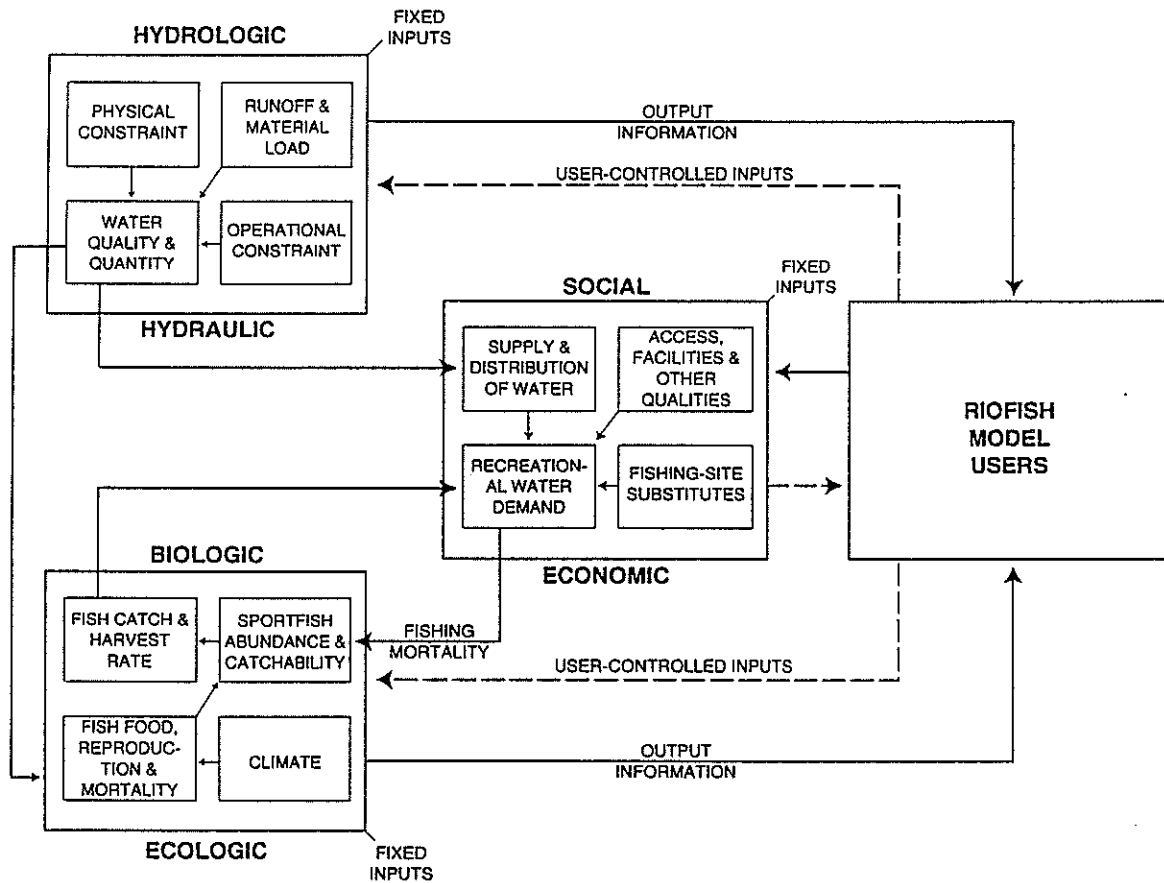 HYDROLOGIC
FIXED
INPUTS
PHYSICAL
CONSTRAINT
RUNOFF &
MATERIAL
LOAD
WATER
QUALITY &
QUANTITY
OPERATIONAL
CONSTRAINT
HYDRAULIC
OUTPUT
INFORMATION
USER-CONTROLLED INPUTS
SOCIAL
FIXED
INPUTS
SUPPLY &
DISTRIBUTION
OF WATER
ACCESS,
FACILITIES &
OTHER
QUALITIES
RECREATION-
AL WATER
DEMAND
FISHING-SITE
SUBSTITUTES
ECONOMIC
RIOFISH
MODEL
USERS
BIOLOGIC
FISH CATCH &
HARVEST
RATE
SPORTFISH
ABUNDANCE &
CATCHABILITY
FISHING
MORTALITY
USER-CONTROLLED INPUTS
FISH FOOD,
REPRODUC-
TION &
MORTALITY
CLIMATE
OUTPUT
INFORMATION
ECOLOGIC
FIXED
INPUTS